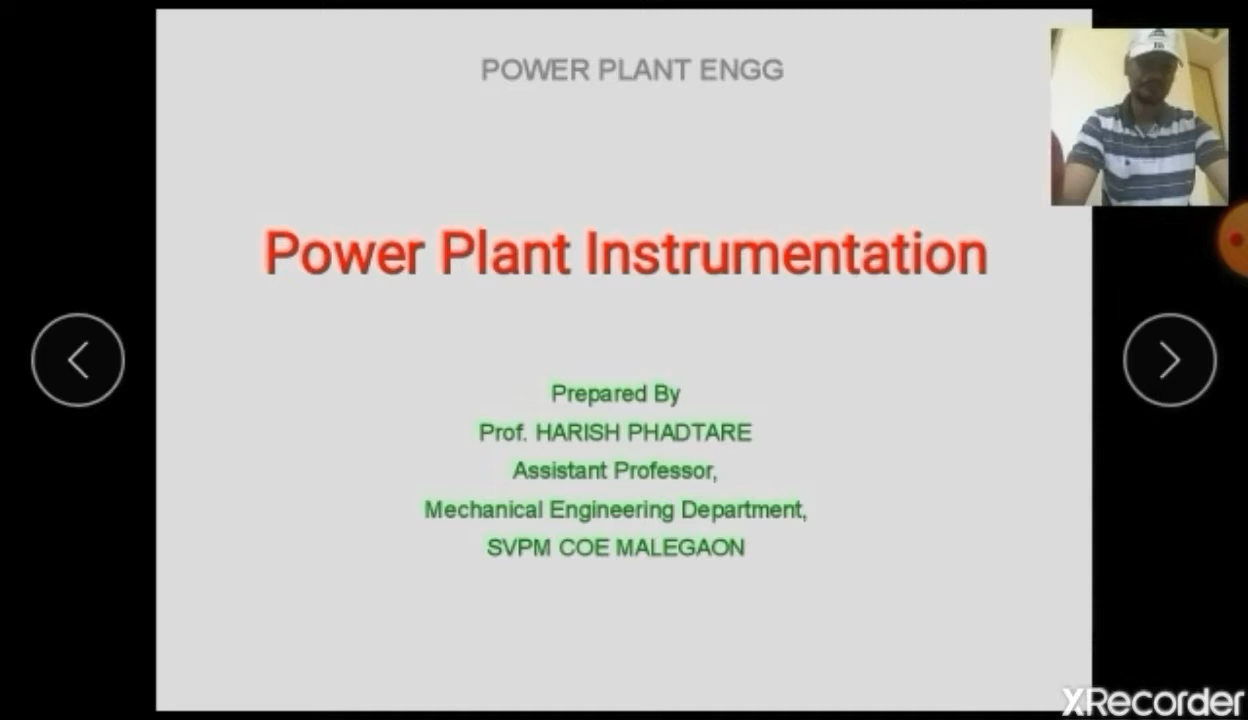 POWER PLANT ENGG
Power Plant Instrumentation
Prepared By
Prof. HARISH PHADTARE
Assistant Professor,
Mechanical Engineering Department,
SVPM COE MALEGAON
XRecorder